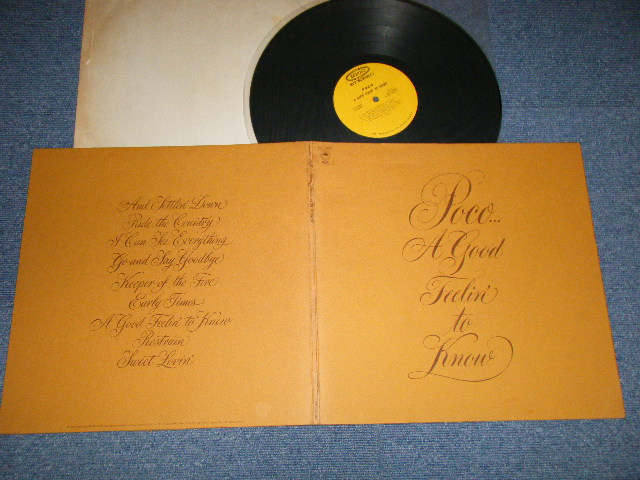 And Settlin' Down
Ride the Country
I Can See Everything
Go and Say Goodbye
Keeper of the Fire
Early Times
A Good Feelin' to Know
Restrain
Sweet Lovin'
Poco...
A Good
Feelin'
to
Know